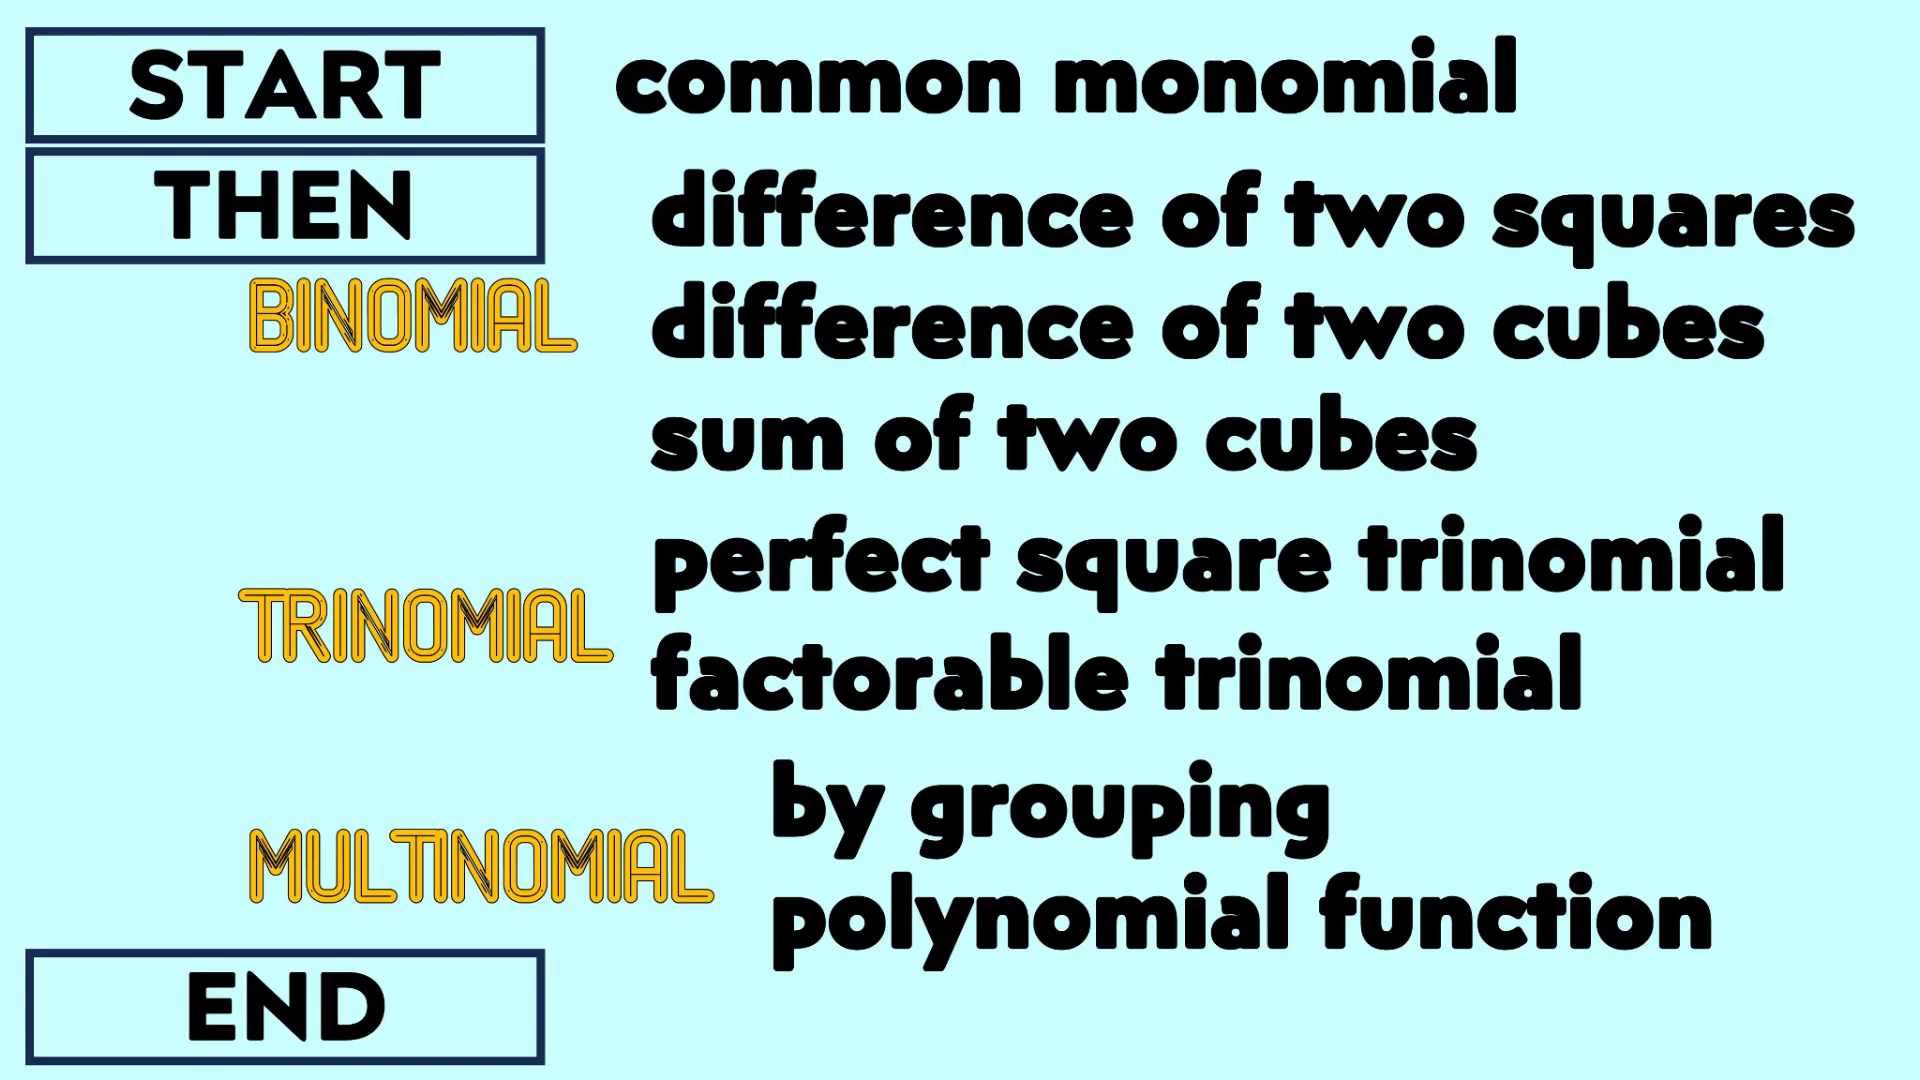 START common monomial
THEN difference of two squares
BINOMIAL difference of two cubes
sum of two cubes
perfect square trinomial
TRINOMIAL factorable trinomial
by grouping
MULTINOMIAL polynomial function
END